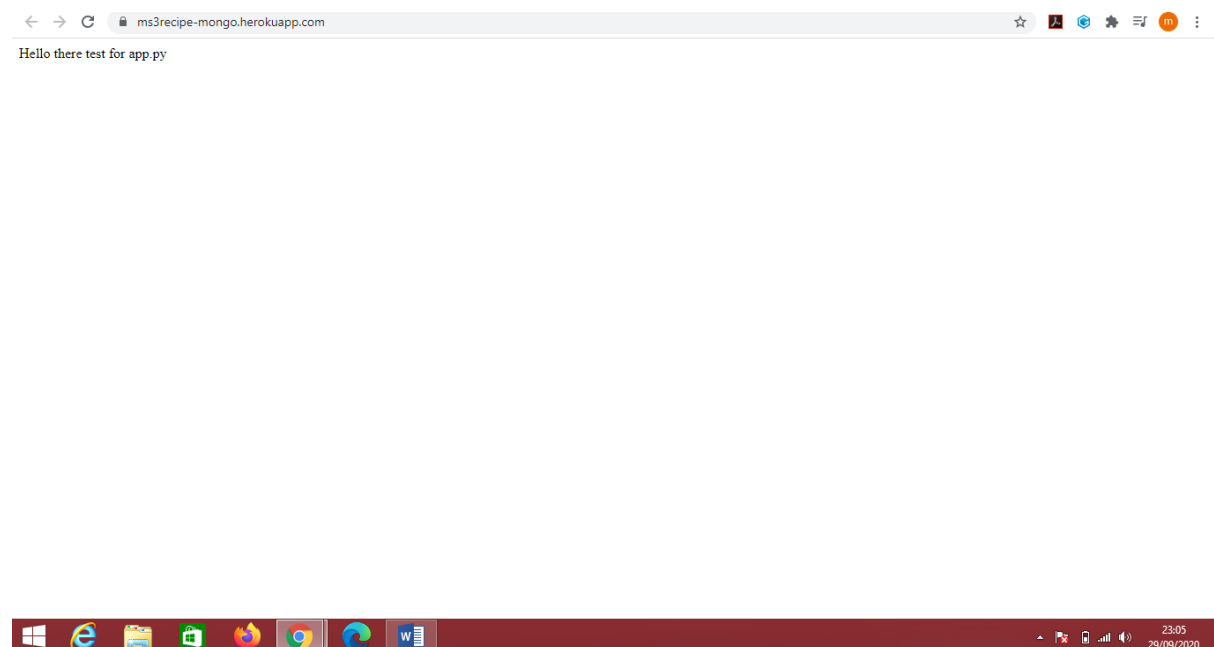 ms3recipe-mongo.herokuapp.com
m
Hello there test for app.py
W
23:05
29/09/2020